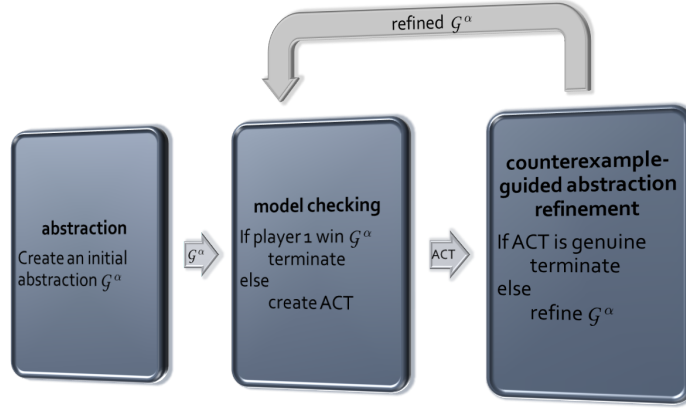 refined 𝒢^α
abstraction
Create an initial
abstraction 𝒢^α
𝒢^α
model checking
If player 1 win 𝒢^α
terminate
else
create ACT
ACT
counterexample-
guided abstraction
refinement
If ACT is genuine
terminate
else
refine 𝒢^α